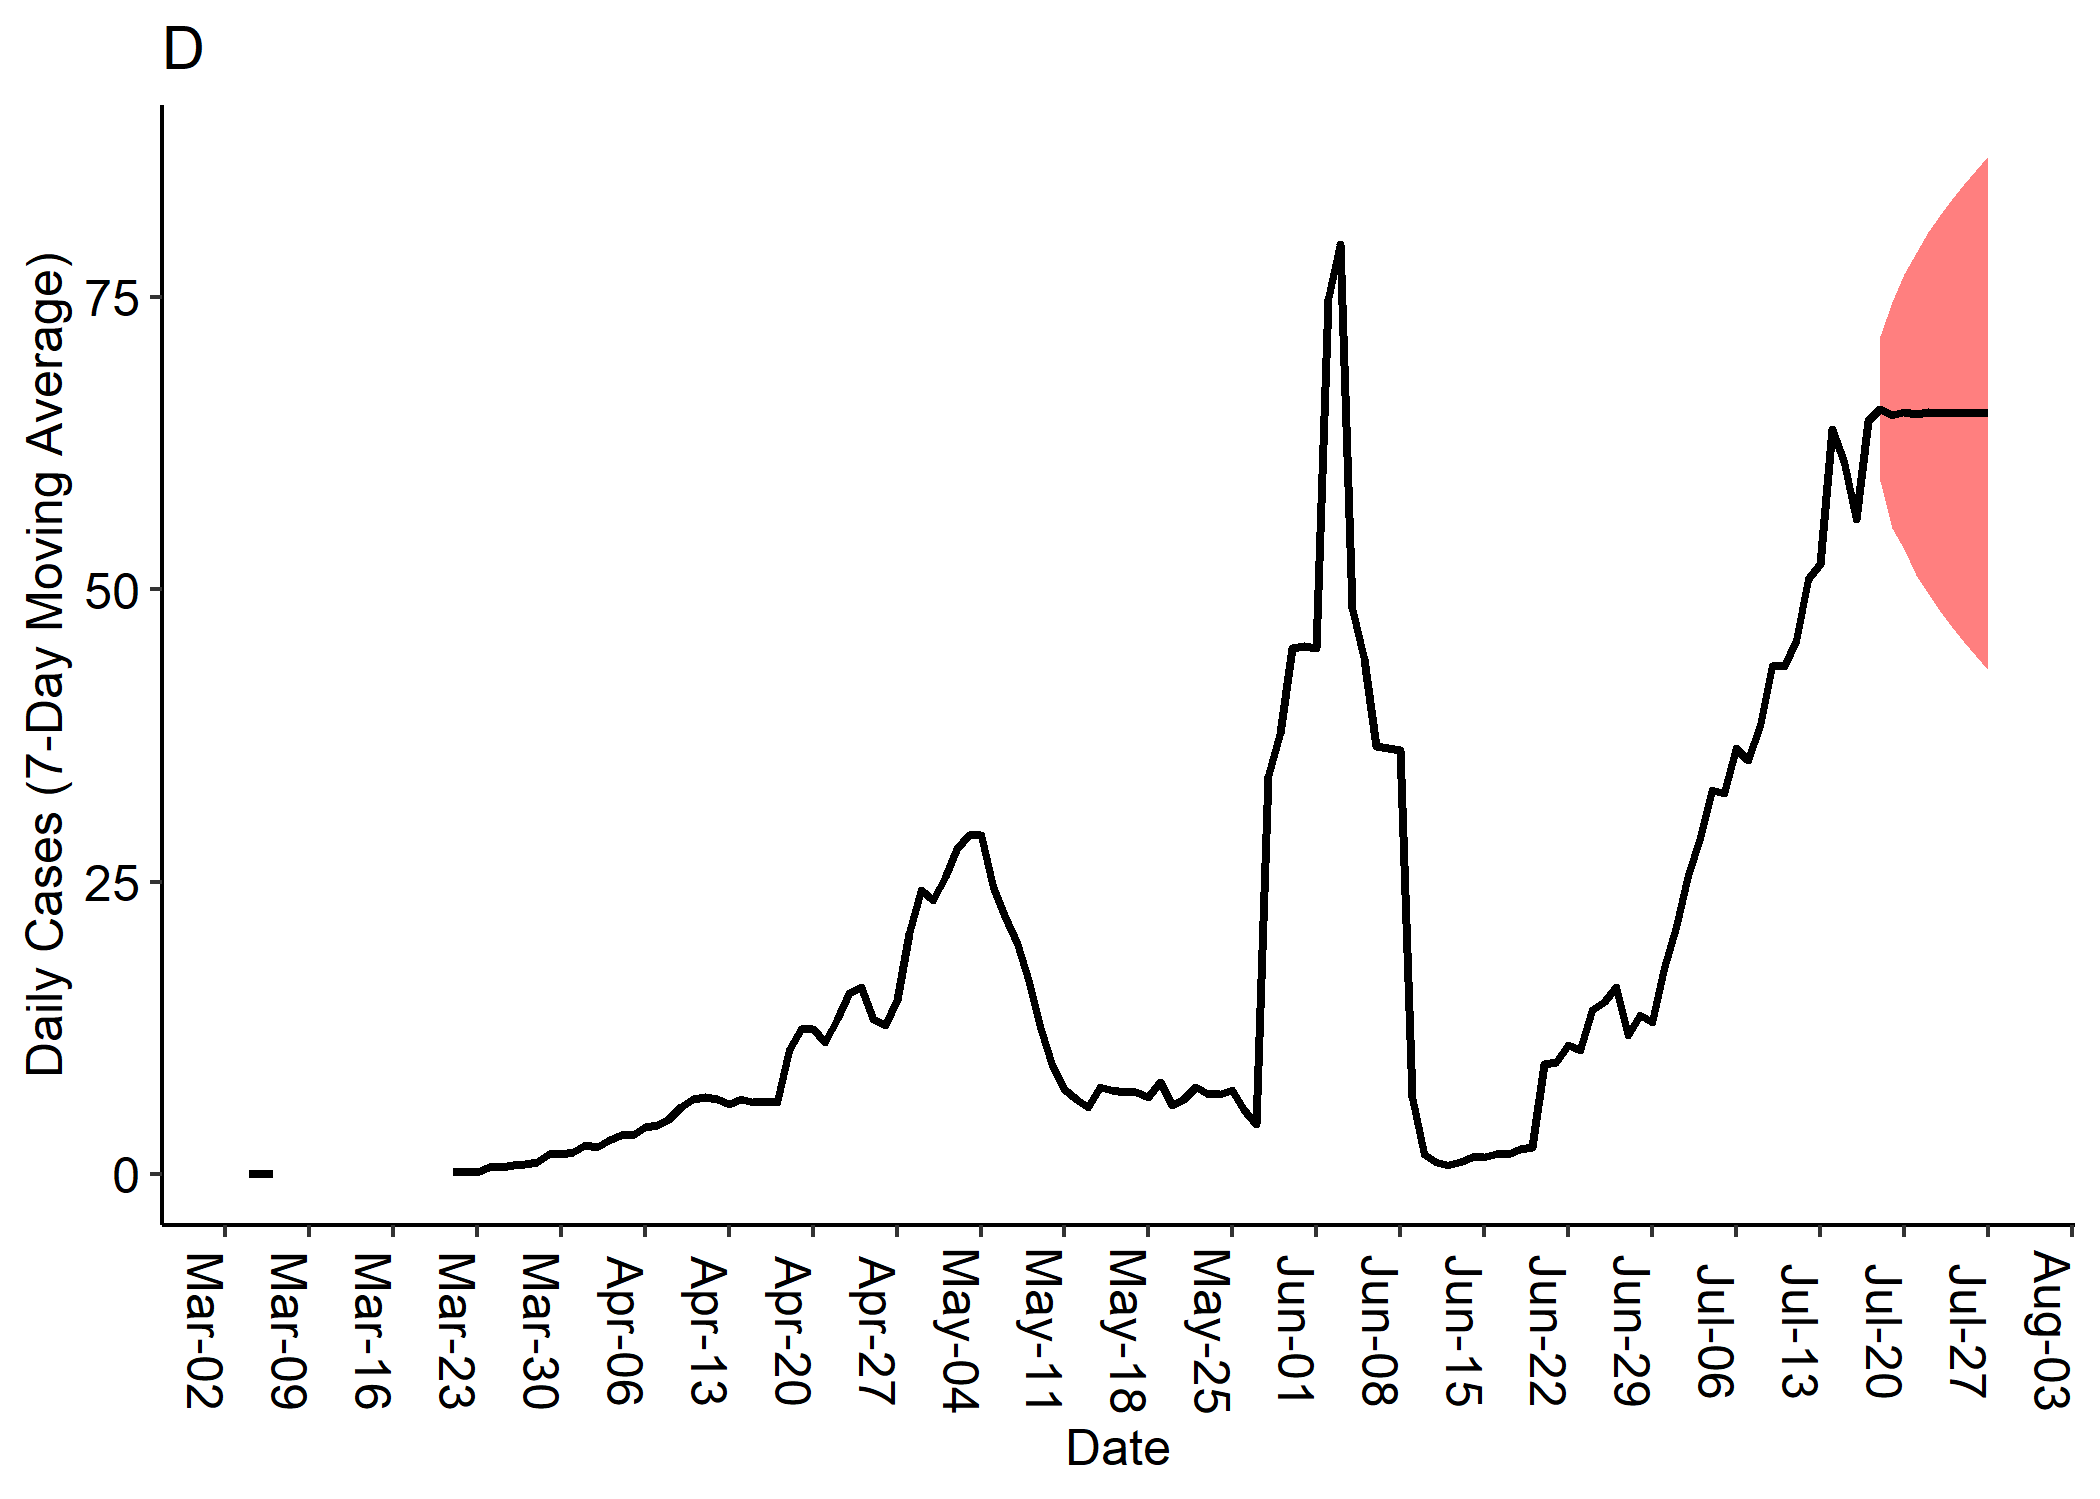 D
Daily Cases (7-Day Moving Average)
75
50
25
0
Mar-02
Mar-09
Mar-16
Mar-23
Mar-30
Apr-06
Apr-13
Apr-20
Apr-27
May-04
May-11
May-18
May-25
Jun-01
Jun-08
Jun-15
Jun-22
Jun-29
Jul-06
Jul-13
Jul-20
Jul-27
Aug-03
Date